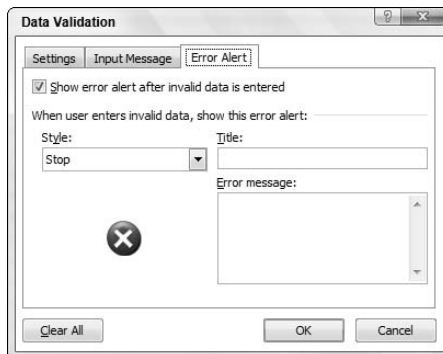 Data Validation
Settings Input Message Error Alert
Show error alert after invalid data is entered
When user enters invalid data, show this error alert:
Style: Title:
Stop
Error message:
Clear All OK Cancel